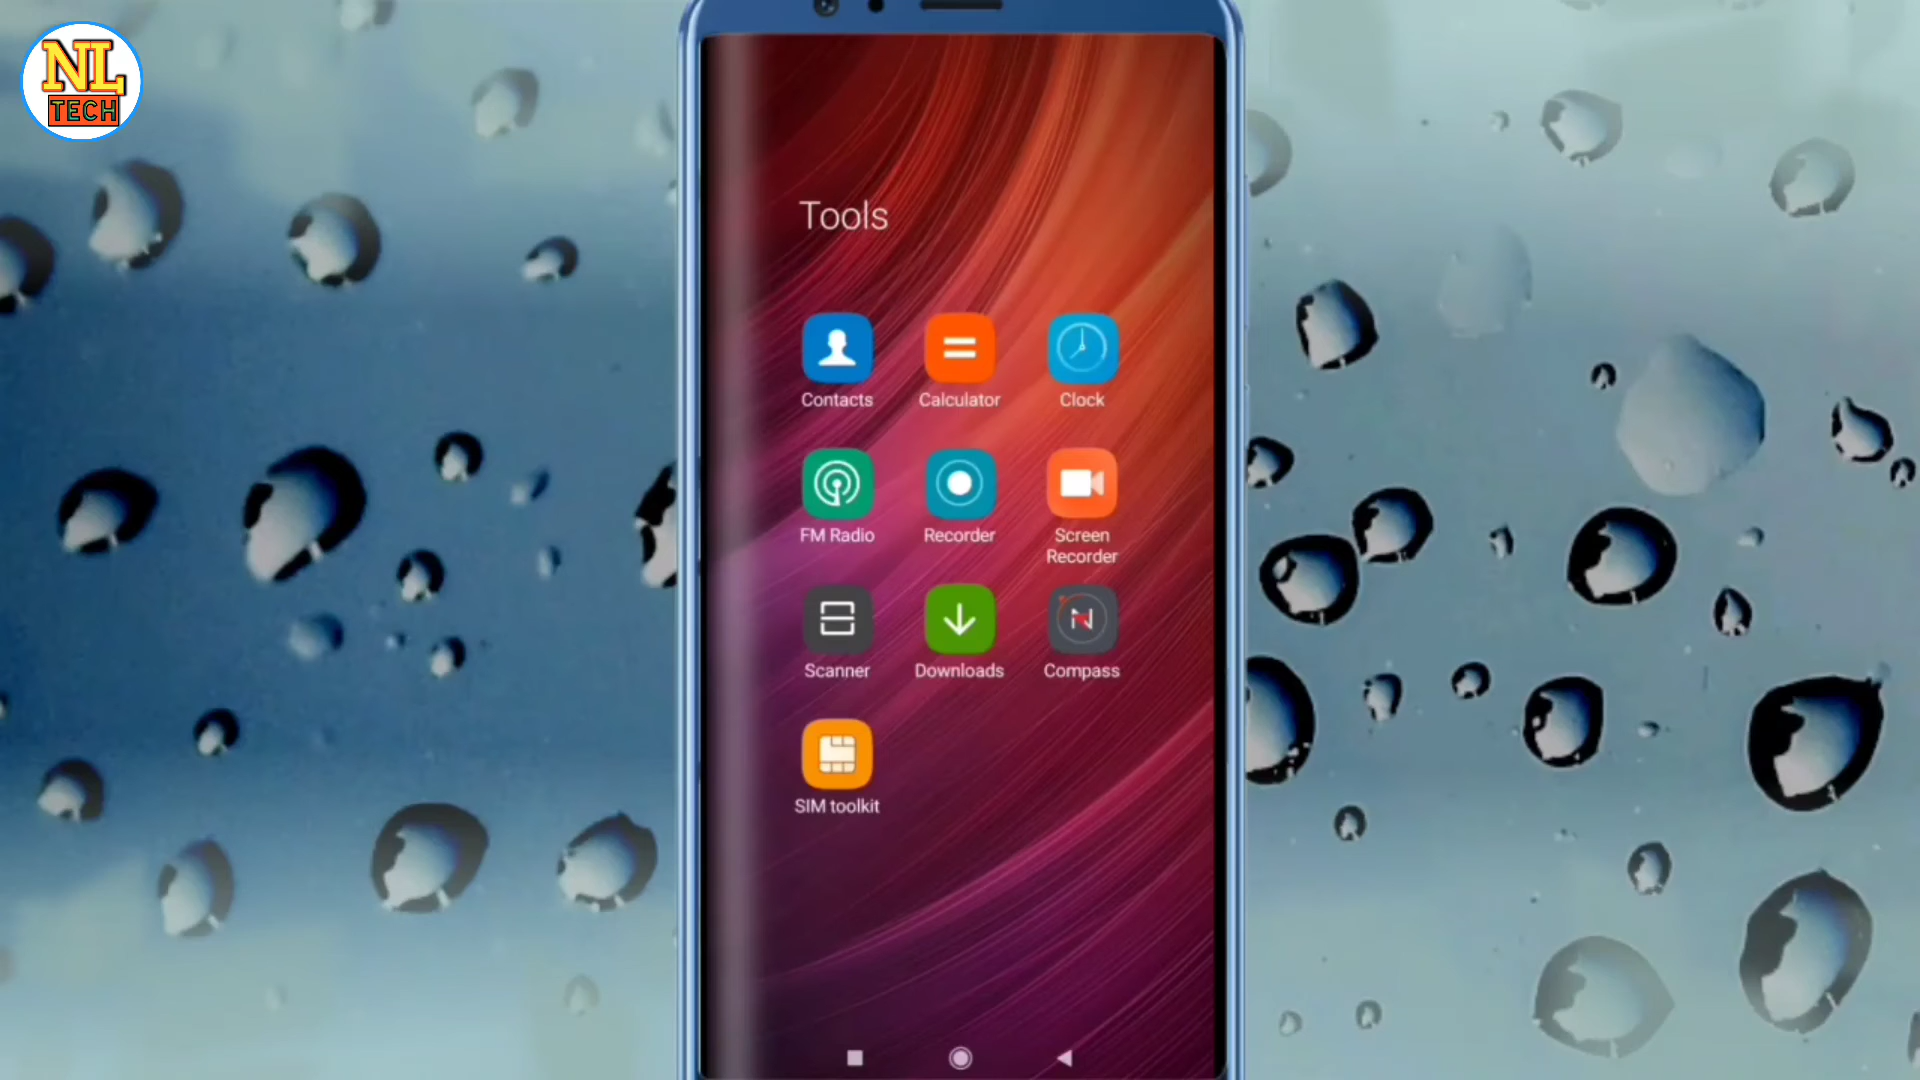 NL
TECH
Tools
Contacts
Calculator
Clock
FM Radio
Recorder
Screen
Recorder
Scanner
Downloads
N
Compass
SIM toolkit